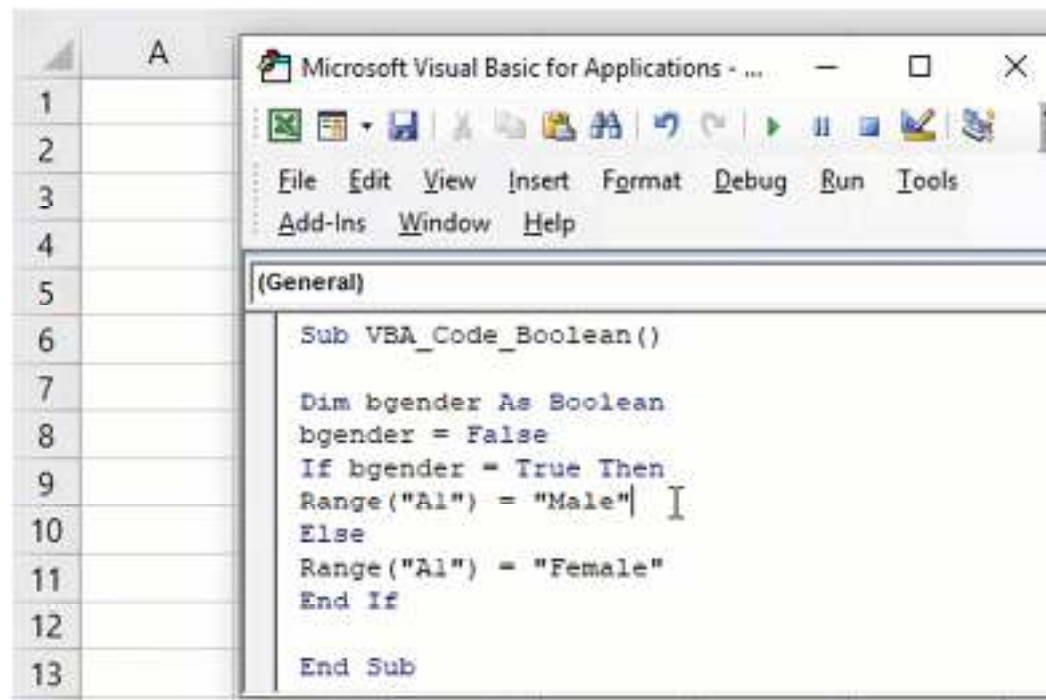 A
Microsoft Visual Basic for Applications - ...
File Edit View Insert Format Debug Run Tools
Add-Ins Window Help
(General)
Sub VBA_Code_Boolean()
Dim bgender As Boolean
bgender = False
If bgender = True Then
Range("A1") = "Male"
Else
Range("A1") = "Female"
End If
End Sub
1
2
3
4
5
6
7
8
9
10
11
12
13